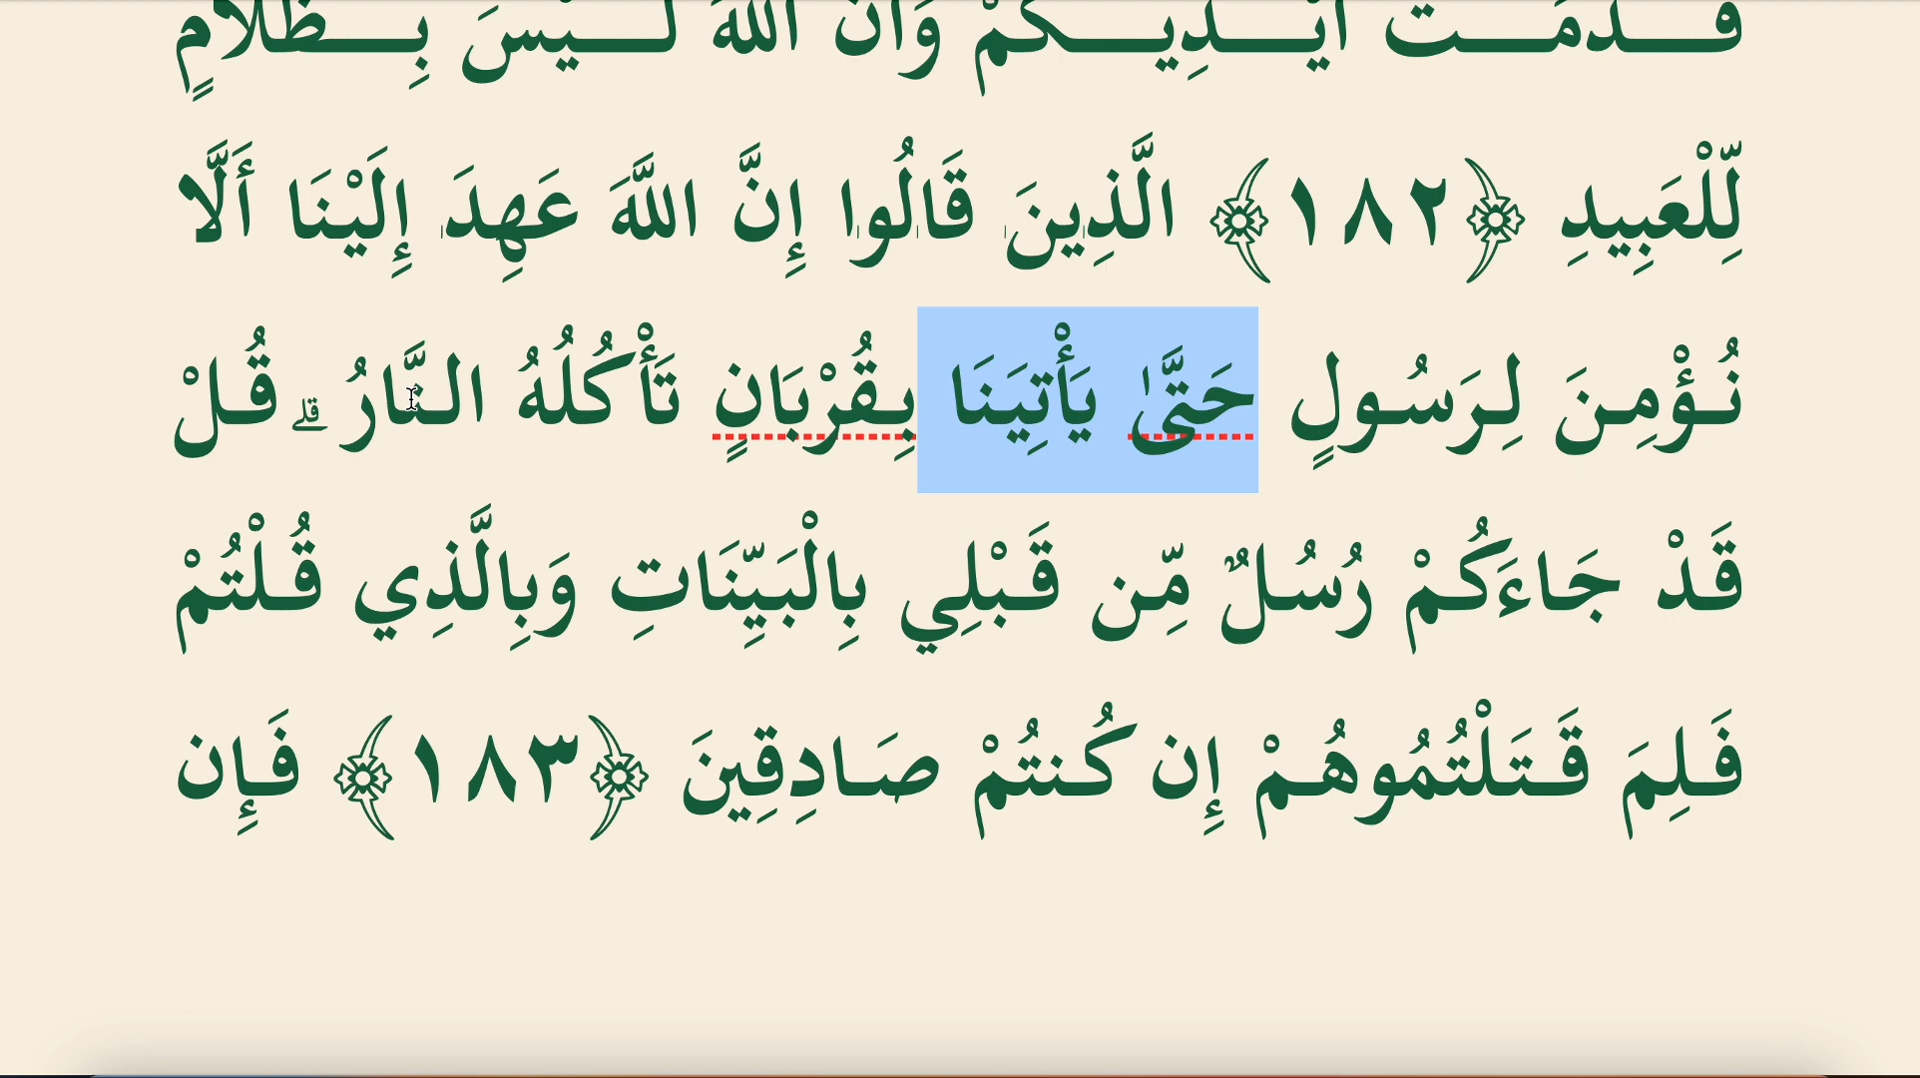 قَدَّمَتْ أَيْدِيكُمْ وَأَنَّ اللَّهَ لَيْسَ بِظَلَّامٍ
لِّلْعَبِيدِ ﴿١٨٢﴾ الَّذِينَ قَالُوا إِنَّ اللَّهَ عَهِدَ إِلَيْنَا أَلَّا
نُؤْمِنَ لِرَسُولٍ حَتَّىٰ يَأْتِيَنَا بِقُرْبَانٍ تَأْكُلُهُ النَّارُ ۗ قُلْ
قَدْ جَاءَكُمْ رُسُلٌ مِّن قَبْلِي بِالْبَيِّنَاتِ وَبِالَّذِي قُلْتُمْ
فَلِمَ قَتَلْتُمُوهُمْ إِن كُنتُمْ صَادِقِينَ ﴿١٨٣﴾ فَإِن